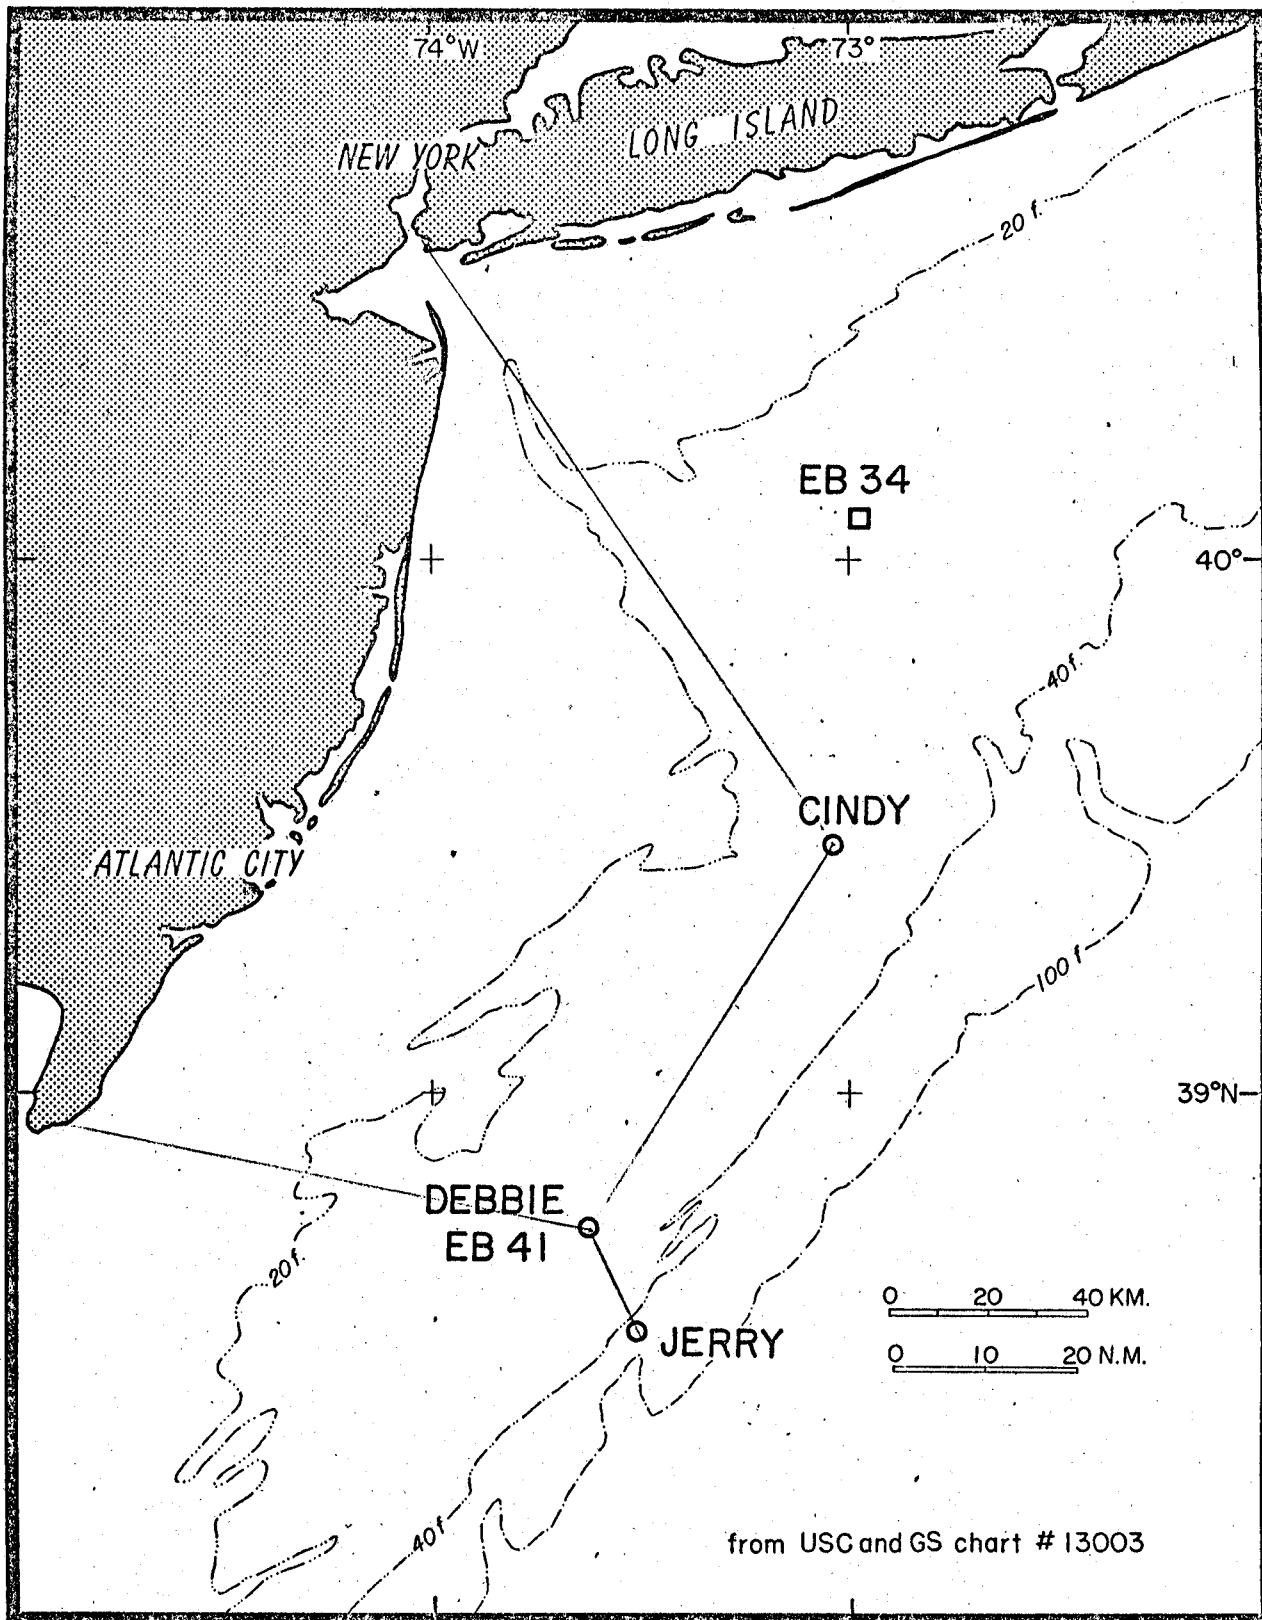 74°W
73°
LONG ISLAND
NEW YORK
20 f.
EB 34
40°
40f.
CINDY
ATLANTIC CITY
100 f
39°N
DEBBIE
EB 41
20f.
0 20 40 KM.
JERRY
0 10 20 N.M.
40f
from USC and GS chart # 13003